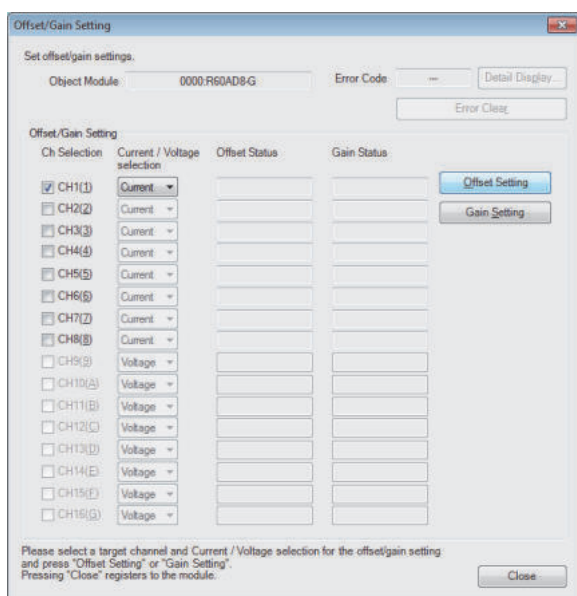 Offset/Gain Setting
Set offset/gain settings.
Object Module 0000:R60AD8-G Error Code --- Detail Display...
Error Clear
Offset/Gain Setting
Ch Selection Current / Voltage selection Offset Status Gain Status
CH1(1) Current Offset Setting
CH2(2) Current Gain Setting
CH3(3) Current
CH4(4) Current
CH5(5) Current
CH6(6) Current
CH7(7) Current
CH8(8) Current
CH9(9) Voltage
CH10(A) Voltage
CH11(B) Voltage
CH12(C) Voltage
CH13(D) Voltage
CH14(E) Voltage
CH15(F) Voltage
CH16(G) Voltage
Please select a target channel and Current / Voltage selection for the offset/gain setting
and press "Offset Setting" or "Gain Setting".
Pressing "Close" registers to the module.
Close